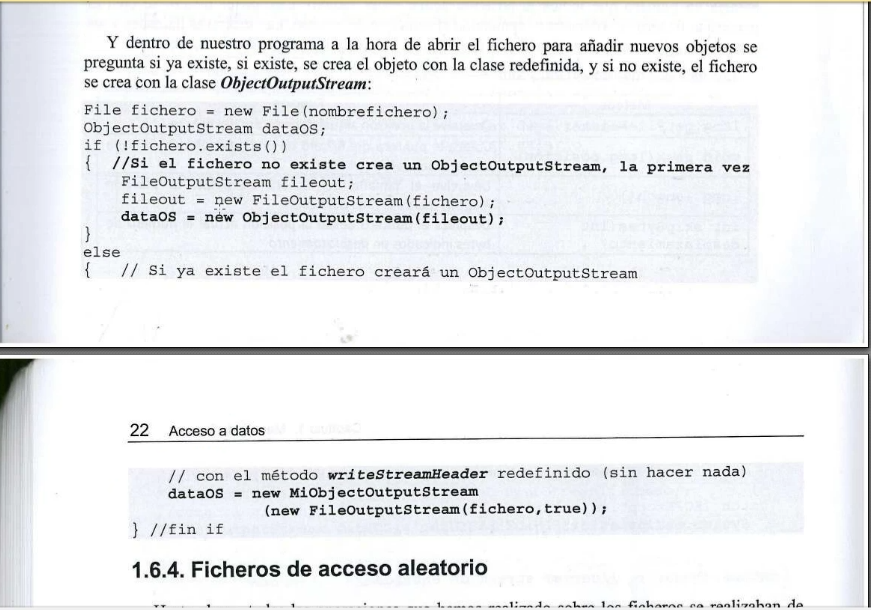 Y dentro de nuestro programa a la hora de abrir el fichero para añadir nuevos objetos se
pregunta si ya existe, si existe, se crea el objeto con la clase redefinida, y si no existe, el fichero
se crea con la clase ObjectOutputStream:
File fichero = new File(nombrefichero);
ObjectOutputStream dataOS;
if (!fichero.exists())
{ //Si el fichero no existe crea un ObjectOutputStream, la primera vez
FileOutputStream fileout;
fileout = new FileOutputStream(fichero);
dataOS = new ObjectOutputStream(fileout);
}
else
{ // Si ya existe el fichero creará un ObjectOutputStream
22 Acceso a datos
// con el método writeStreamHeader redefinido (sin hacer nada)
dataOS = new MiObjectOutputStream
(new FileOutputStream(fichero,true));
} //fin if
1.6.4. Ficheros de acceso aleatorio